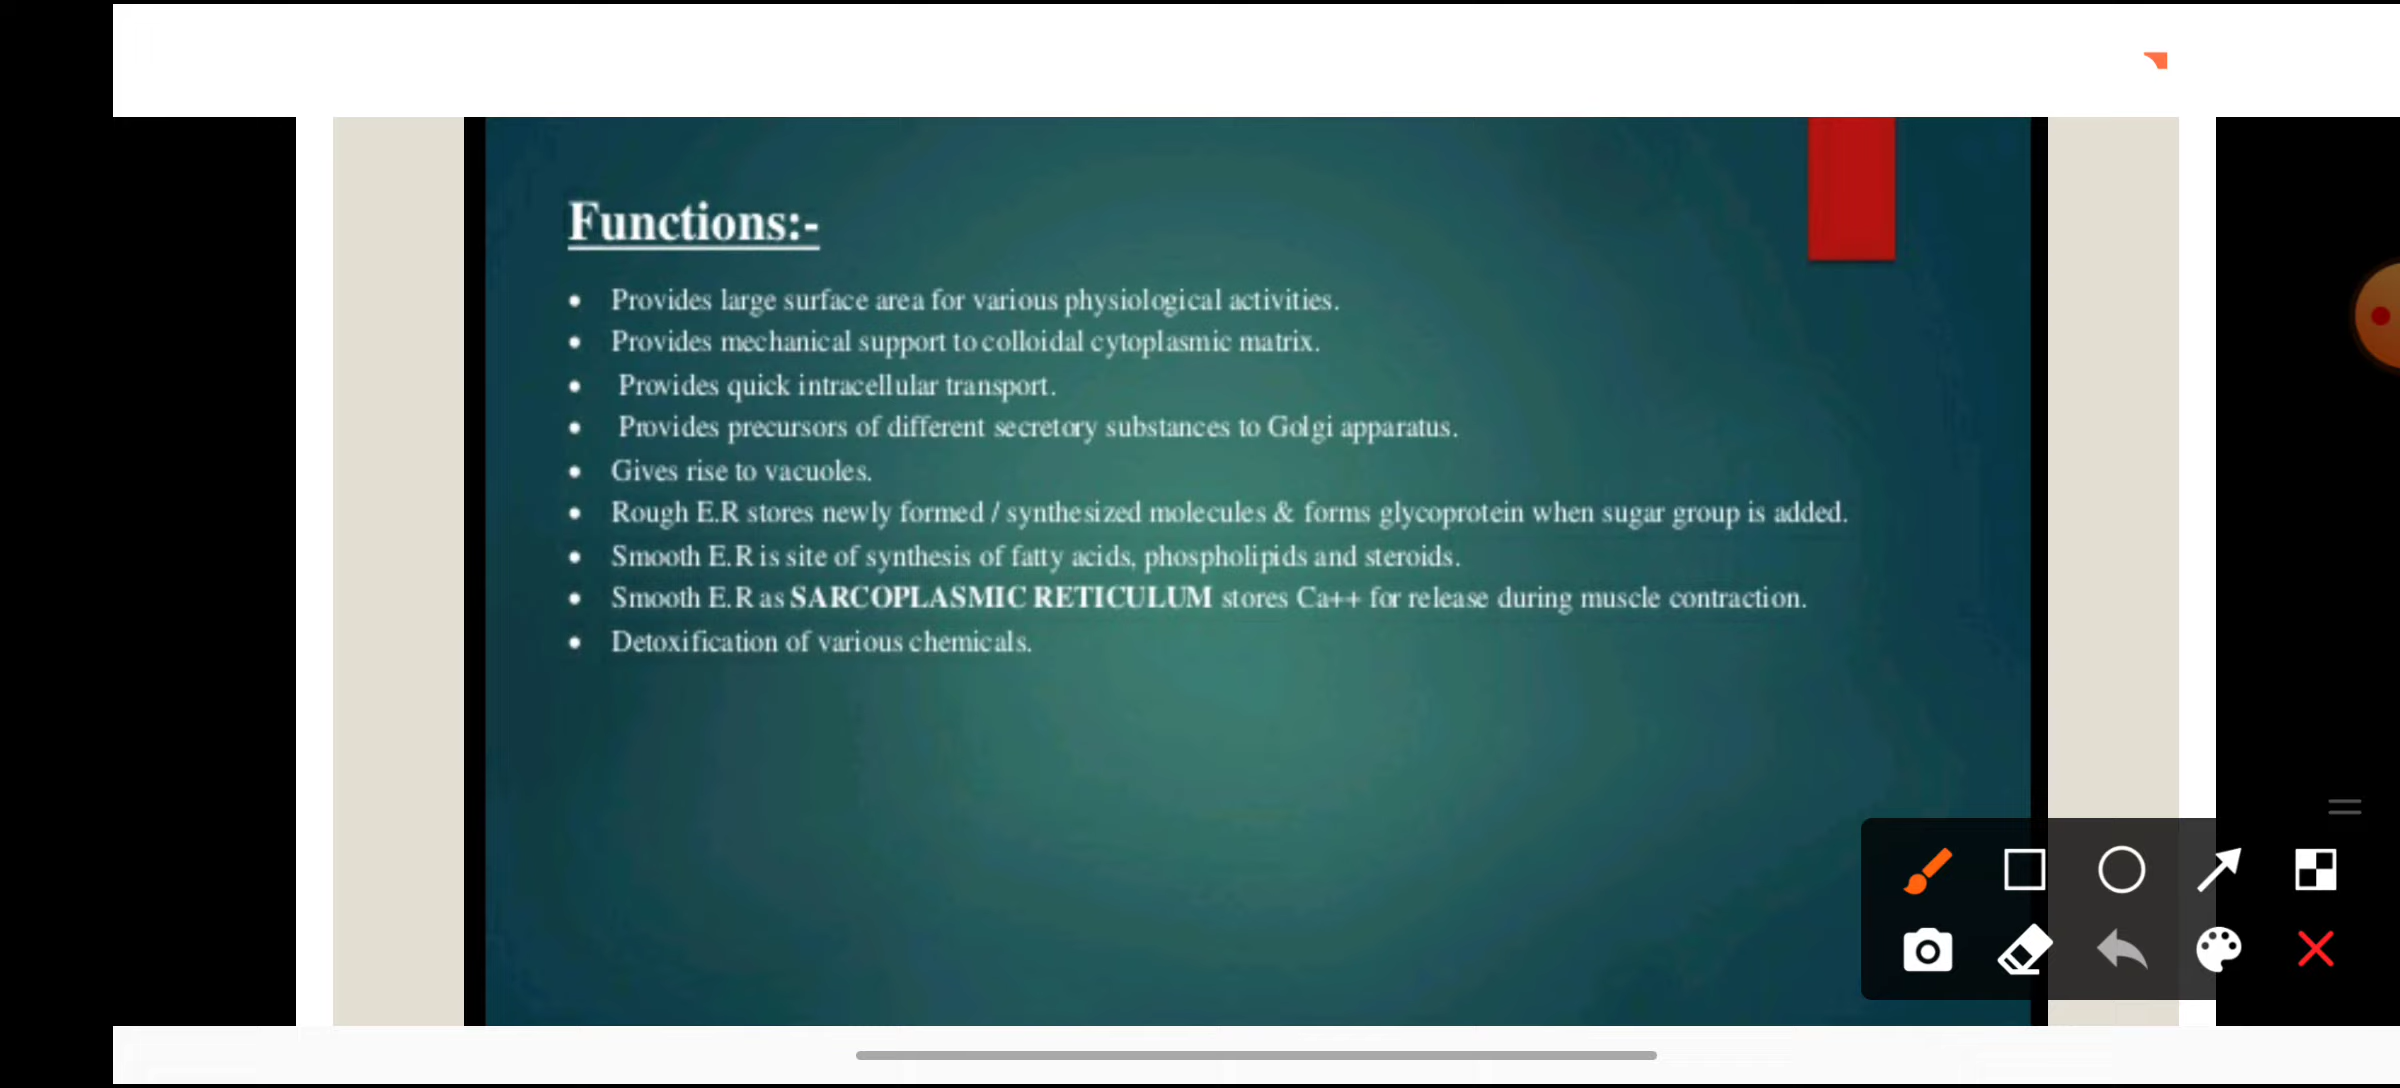 Functions:-
• Provides large surface area for various physiological activities.
• Provides mechanical support to colloidal cytoplasmic matrix.
• Provides quick intracellular transport.
• Provides precursors of different secretory substances to Golgi apparatus.
• Gives rise to vacuoles.
• Rough E.R stores newly formed / synthesized molecules & forms glycoprotein when sugar group is added.
• Smooth E.R is site of synthesis of fatty acids, phospholipids and steroids.
• Smooth E.R as SARCOPLASMIC RETICULUM stores Ca++ for release during muscle contraction.
• Detoxification of various chemicals.